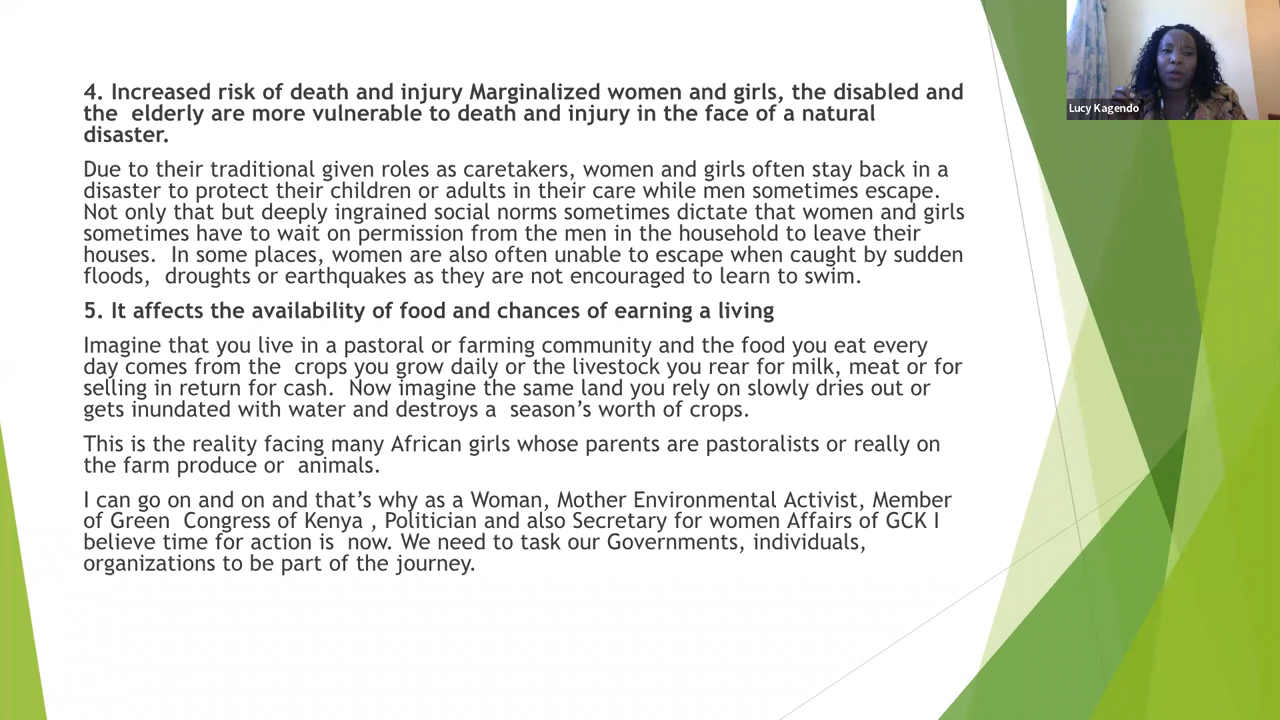 4. Increased risk of death and injury Marginalized women and girls, the disabled and
the elderly are more vulnerable to death and injury in the face of a natural
disaster.
Due to their traditional given roles as caretakers, women and girls often stay back in a
disaster to protect their children or adults in their care while men sometimes escape.
Not only that but deeply ingrained social norms sometimes dictate that women and girls
sometimes have to wait on permission from the men in the household to leave their
houses. In some places, women are also often unable to escape when caught by sudden
floods, droughts or earthquakes as they are not encouraged to learn to swim.
5. It affects the availability of food and chances of earning a living
Imagine that you live in a pastoral or farming community and the food you eat every
day comes from the crops you grow daily or the livestock you rear for milk, meat or for
selling in return for cash. Now imagine the same land you rely on slowly dries out or
gets inundated with water and destroys a season's worth of crops.
This is the reality facing many African girls whose parents are pastoralists or really on
the farm produce or animals.
I can go on and on and that's why as a Woman, Mother Environmental Activist, Member
of Green Congress of Kenya , Politician and also Secretary for women Affairs of GCK I
believe time for action is now. We need to task our Governments, individuals,
organizations to be part of the journey.
Lucy Kagendo